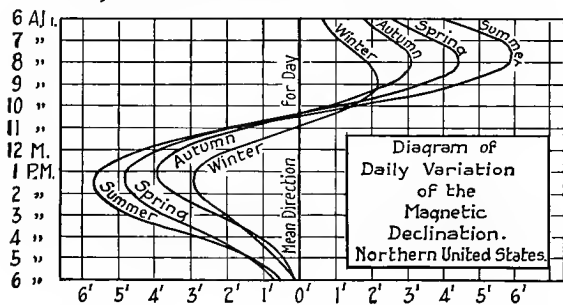 6 A.M.
7 "
8 "
9 "
10 "
11 "
12 M.
1 P.M.
2 "
3 "
4 "
5 "
6 "
Winter
Autumn
Spring
Summer
Mean Direction for Day
Autumn
Winter
Spring
Summer
Diagram of
Daily Variation
of the
Magnetic
Declination.
Northern United States.
6' 5' 4' 3' 2' 1' 0' 1' 2' 3' 4' 5' 6'